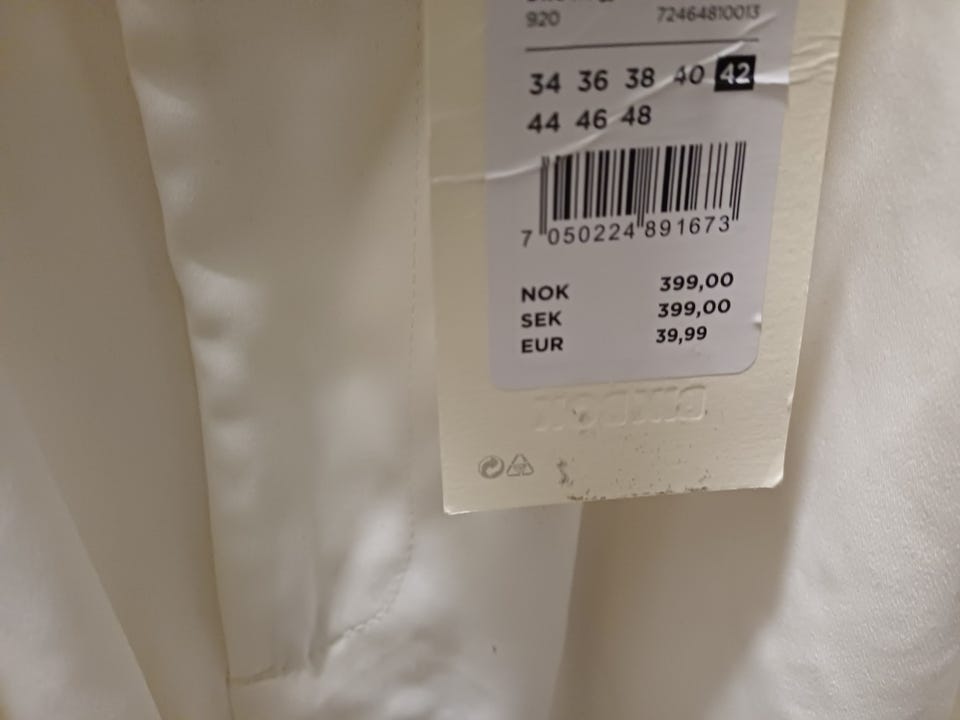 920 72464810013
34 36 38 40 42
44 46 48
7 050224 891673
NOK 399,00
SEK 399,00
EUR 39,99